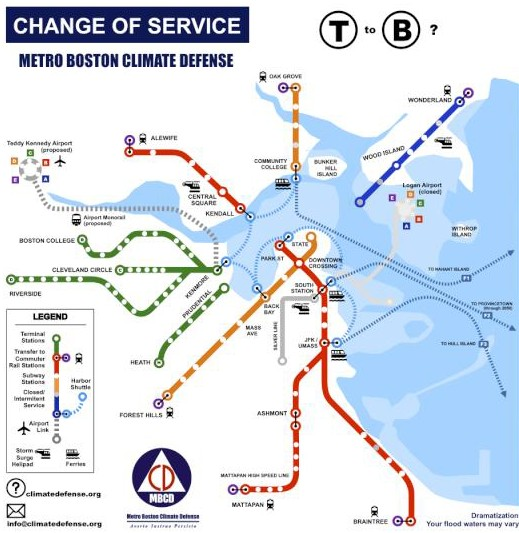 CHANGE OF SERVICE
T to B ?
METRO BOSTON CLIMATE DEFENSE
OAK GROVE
WONDERLAND
ALEWIFE
Teddy Kennedy Airport
(proposed)
C
B
D
E
A
WOOD ISLAND
COMMUNITY
COLLEGE
BUNKER
HILL
ISLAND
CENTRAL
SQUARE
KENDALL
Logan Airport
(closed)
E
C
B
A
Airport Monorail
(proposed)
WINTHROP
ISLAND
BOSTON COLLEGE
STATE
PARK ST
DOWNTOWN
CROSSING
CLEVELAND CIRCLE
KENMORE
TO NAHANT ISLAND
RIVERSIDE
PRUDENTIAL
SOUTH
STATION
BACK
BAY
TO PROVINCETOWN
(through 2050)
MASS
AVE
SILVER LINE
JFK /
UMASS
TO HULL ISLAND
LEGEND
Terminal
Stations
Transfer to
Commuter
Rail Stations
Subway
Stations
Closed/
Intermitent
Service
Harbor
Shuttle
Airport
Link
Storm
Surge
Helipad
Ferries
HEATH
FOREST HILLS
ASHMONT
MATTAPAN HIGH SPEED LINE
MATTAPAN
BRAINTREE
? climatedefense.org
info@climatedefense.org
CD
MBCD
Metro Boston Climate Defense
Dramatization
Your flood waters may vary